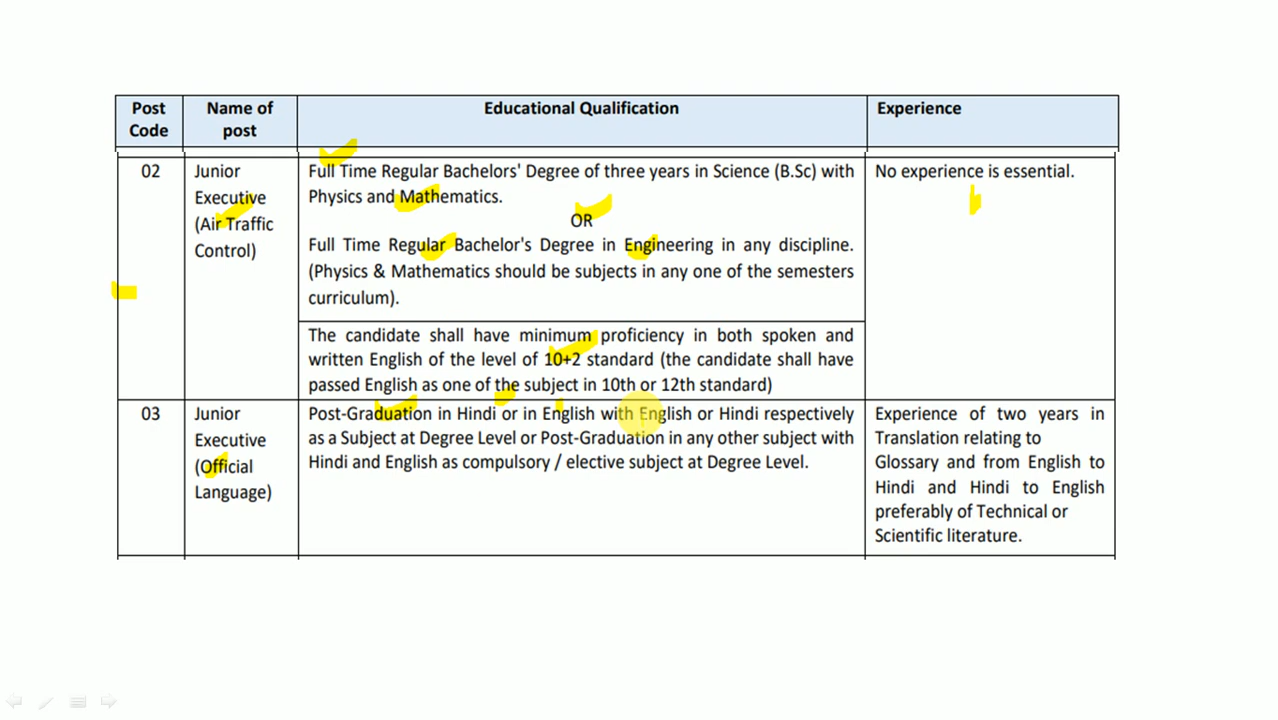 Post Code
Name of post
Educational Qualification
Experience
02
Junior
Executive
(Air Traffic
Control)
Full Time Regular Bachelors' Degree of three years in Science (B.Sc) with
Physics and Mathematics.
OR
Full Time Regular Bachelor's Degree in Engineering in any discipline.
(Physics & Mathematics should be subjects in any one of the semesters
curriculum).
The candidate shall have minimum proficiency in both spoken and
written English of the level of 10+2 standard (the candidate shall have
passed English as one of the subject in 10th or 12th standard)
No experience is essential.
03
Junior
Executive
(Official
Language)
Post-Graduation in Hindi or in English with English or Hindi respectively
as a Subject at Degree Level or Post-Graduation in any other subject with
Hindi and English as compulsory / elective subject at Degree Level.
Experience of two years in
Translation relating to
Glossary and from English to
Hindi and Hindi to English
preferably of Technical or
Scientific literature.